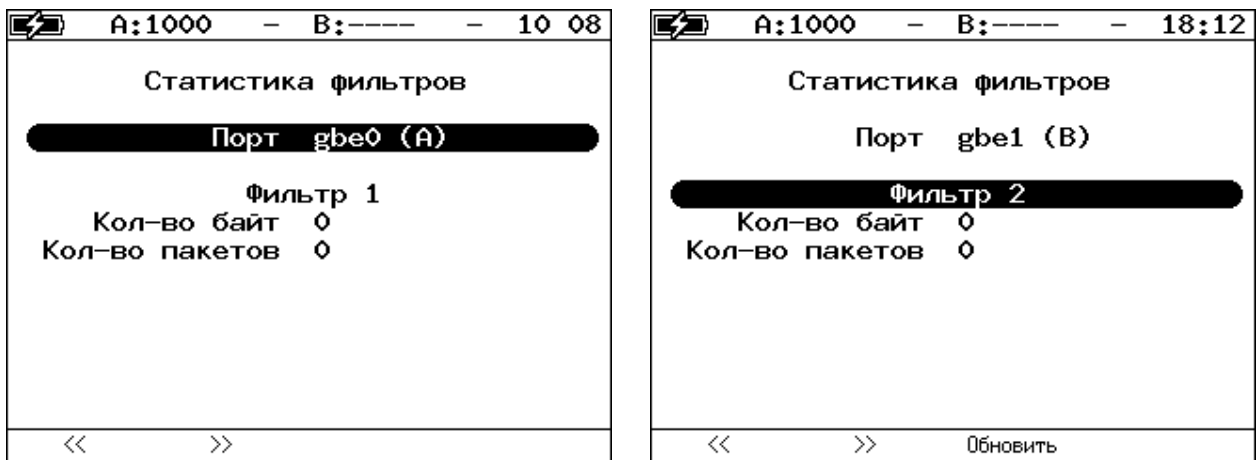 A:1000 – B:---- – 10 08
Статистика фильтров
Порт gbe0 (A)
Фильтр 1
Кол-во байт 0
Кол-во пакетов 0
<< >>
A:1000 – B:---- – 18:12
Статистика фильтров
Порт gbe1 (B)
Фильтр 2
Кол-во байт 0
Кол-во пакетов 0
<< >> Обновить